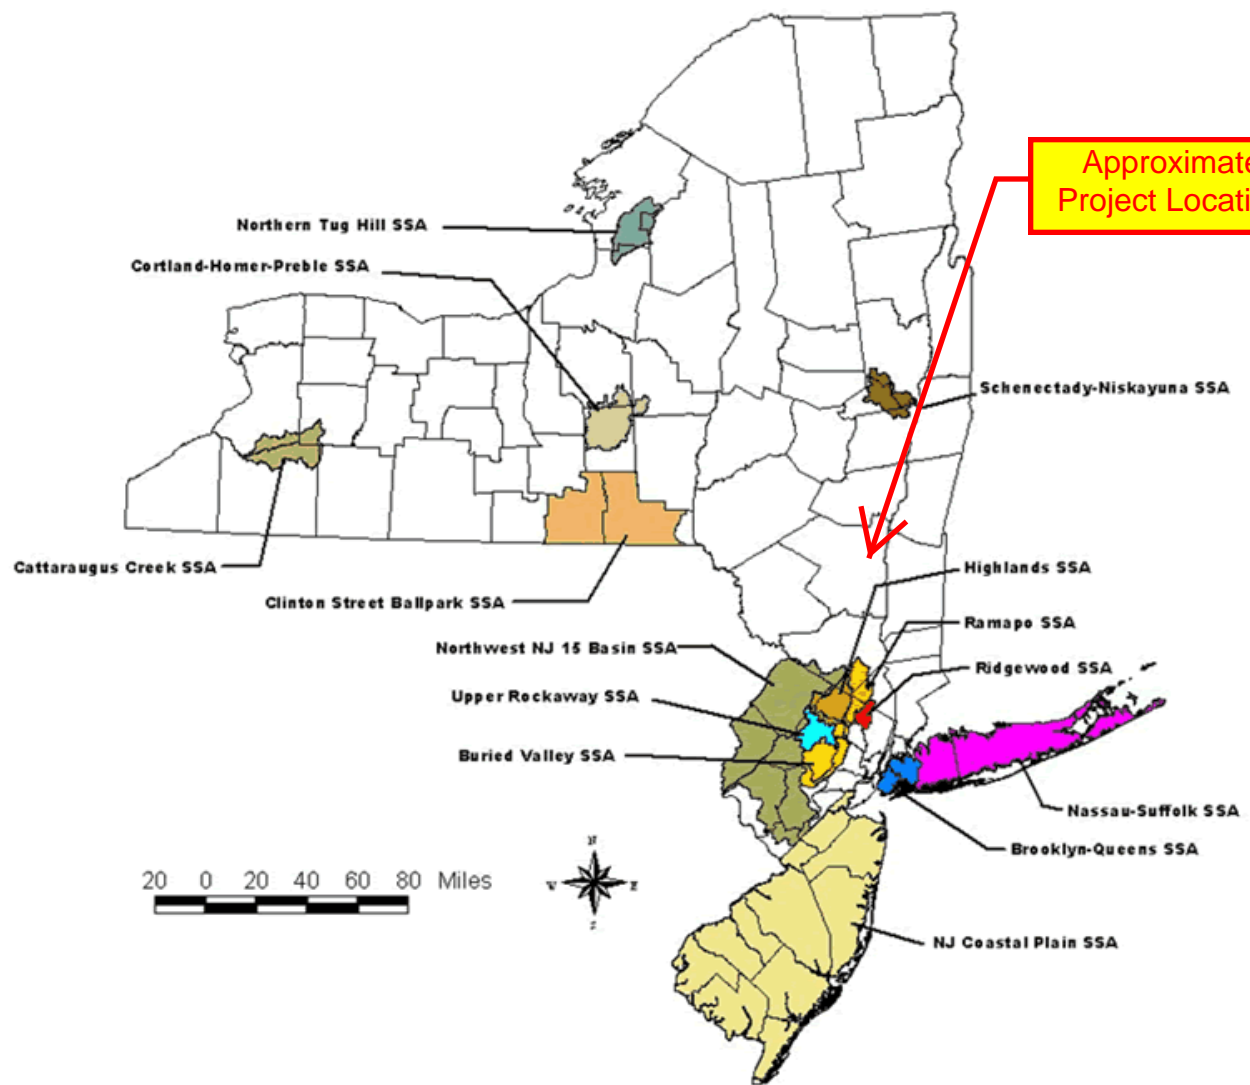 Approximate
Project Locati
Northern Tug Hill SSA
Cortland-Homer-Preble SSA
Schenectady-Niskayuna SSA
Cattaraugus Creek SSA
Clinton Street Ballpark SSA
Highlands SSA
Ramapo SSA
Northwest NJ 15 Basin SSA
Ridgewood SSA
Upper Rockaway SSA
Buried Valley SSA
Nassau-Suffolk SSA
Brooklyn-Queens SSA
20 0 20 40 60 80 Miles
N
W E
S
NJ Coastal Plain SSA